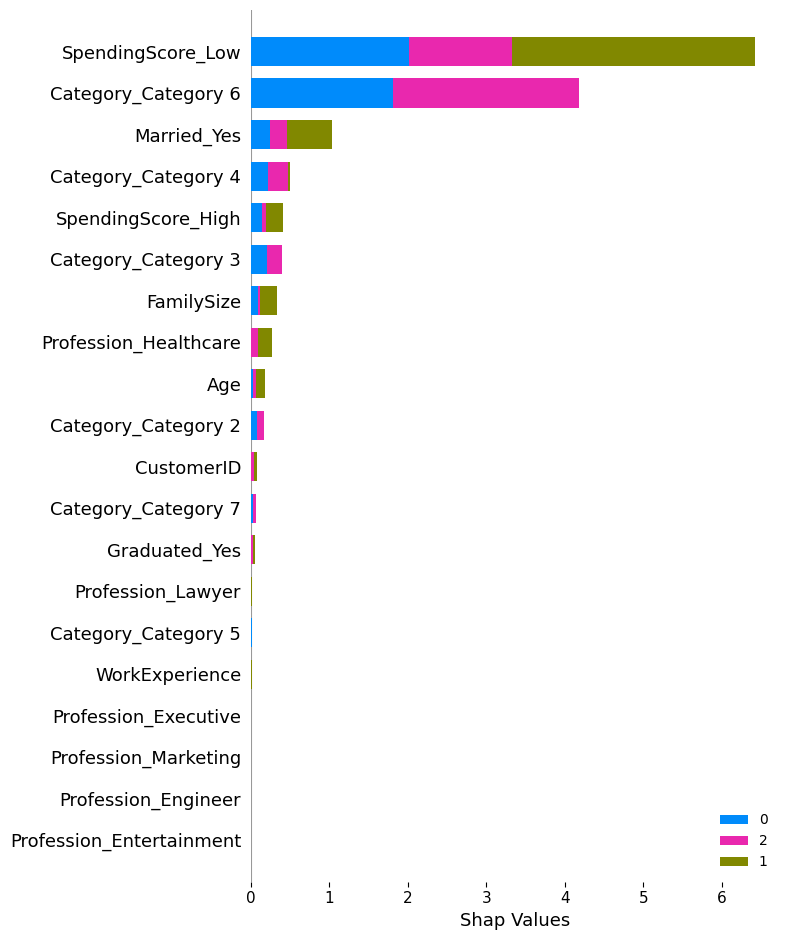 SpendingScore_Low
Category_Category 6
Married_Yes
Category_Category 4
SpendingScore_High
Category_Category 3
FamilySize
Profession_Healthcare
Age
Category_Category 2
CustomerID
Category_Category 7
Graduated_Yes
Profession_Lawyer
Category_Category 5
WorkExperience
Profession_Executive
Profession_Marketing
Profession_Engineer
Profession_Entertainment
0
2
1
0 1 2 3 4 5 6
Shap Values